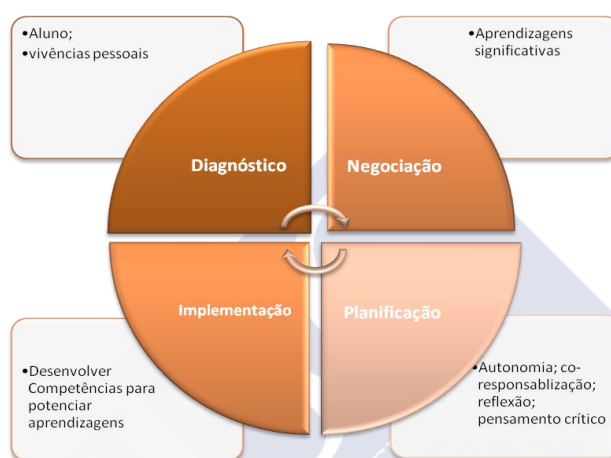 •Aluno;
•vivências pessoais
•Aprendizagens
significativas
Diagnóstico
Negociação
Implementação
Planificação
•Desenvolver
Competências para
potenciar
aprendizagens
•Autonomia; co-
responsablização;
reflexão;
pensamento crítico